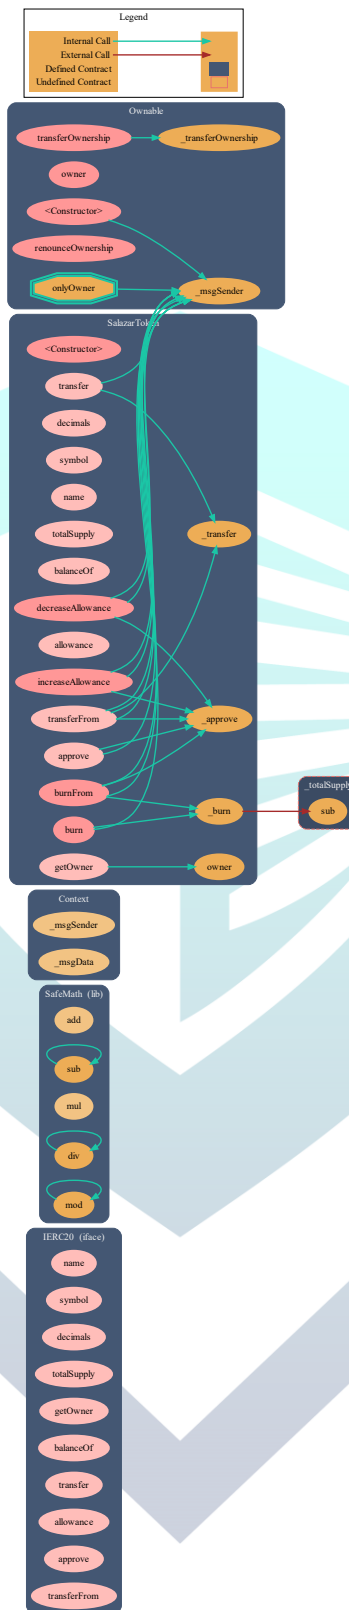 Legend
Internal Call
External Call
Defined Contract
Undefined Contract
Ownable
transferOwnership
_transferOwnership
owner
<Constructor>
renounceOwnership
onlyOwner
_msgSender
SalazarToken
<Constructor>
transfer
decimals
symbol
name
totalSupply
_transfer
balanceOf
decreaseAllowance
allowance
increaseAllowance
transferFrom
_approve
approve
burnFrom
_totalSupply
_burn
sub
burn
getOwner
owner
Context
_msgSender
_msgData
SafeMath (lib)
add
sub
mul
div
mod
IERC20 (iface)
name
symbol
decimals
totalSupply
getOwner
balanceOf
transfer
allowance
approve
transferFrom